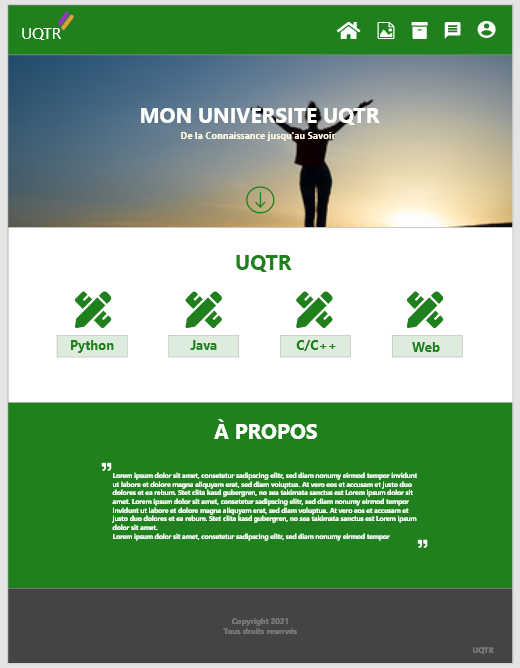 UQTR
MON UNIVERSITE UQTR
De la Connaissance jusqu'au Savoir
UQTR
Python
Java
C/C++
Web
À PROPOS
Lorem ipsum dolor sit amet, consetetur sadipscing elitr, sed diam nonumy eirmod tempor invidunt
ut labore et dolore magna aliquyam erat, sed diam voluptua. At vero eos et accusam et justo duo
dolores et ea rebum. Stet clita kasd gubergren, no sea takimata sanctus est Lorem ipsum dolor sit
amet. Lorem ipsum dolor sit amet, consetetur sadipscing elitr, sed diam nonumy eirmod tempor
invidunt ut labore et dolore magna aliquyam erat, sed diam voluptua. At vero eos et accusam et
justo duo dolores et ea rebum. Stet clita kasd gubergren, no sea takimata sanctus est Lorem ipsum
dolor sit amet.
Lorem ipsum dolor sit amet, consetetur sadipscing elitr, sed diam nonumy eirmod tempor
Copyright 2021
Tous droits reservés
UQTR